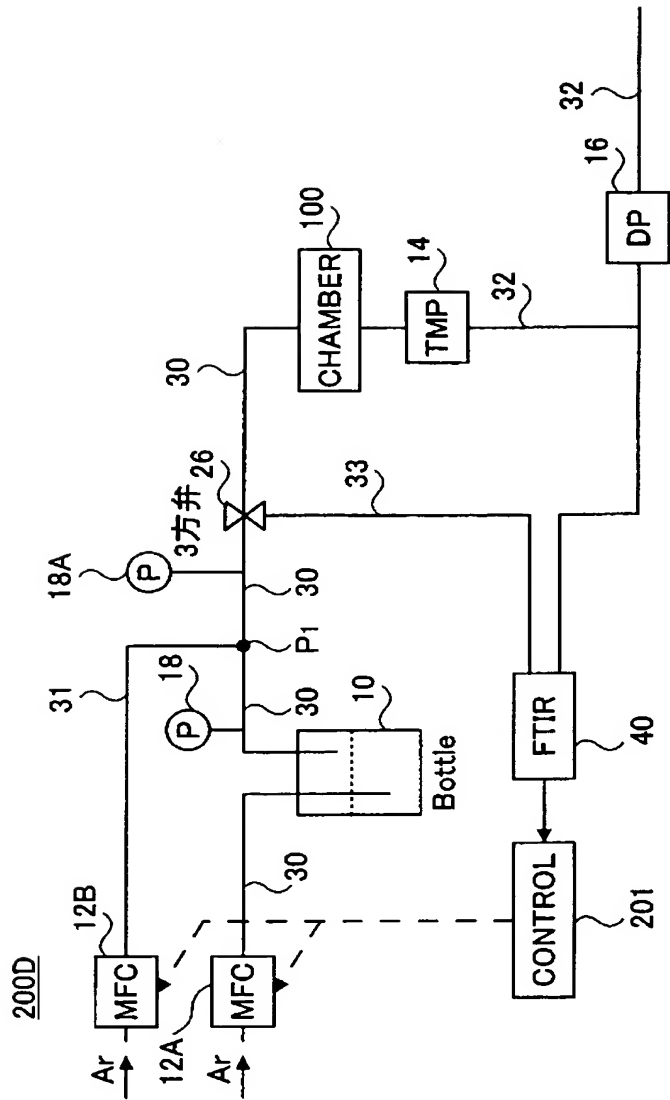 200D
Ar
MFC
12B
31
Ar
MFC
12A
30
18
P
30
10
Bottle
P1
18A
P
30
3方弁
26
30
33
CHAMBER
100
TMP
14
32
DP
16
32
FTIR
40
CONTROL
201